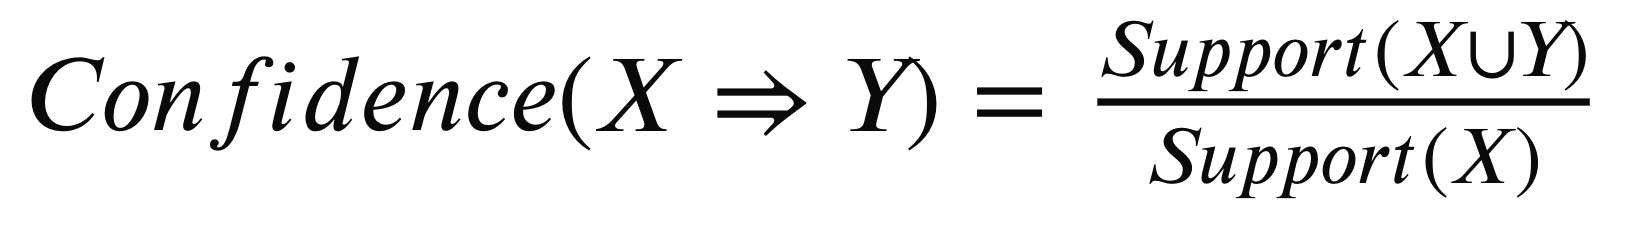 Confidence(X ⇒ Y) = Support(X∪Y) / Support(X)